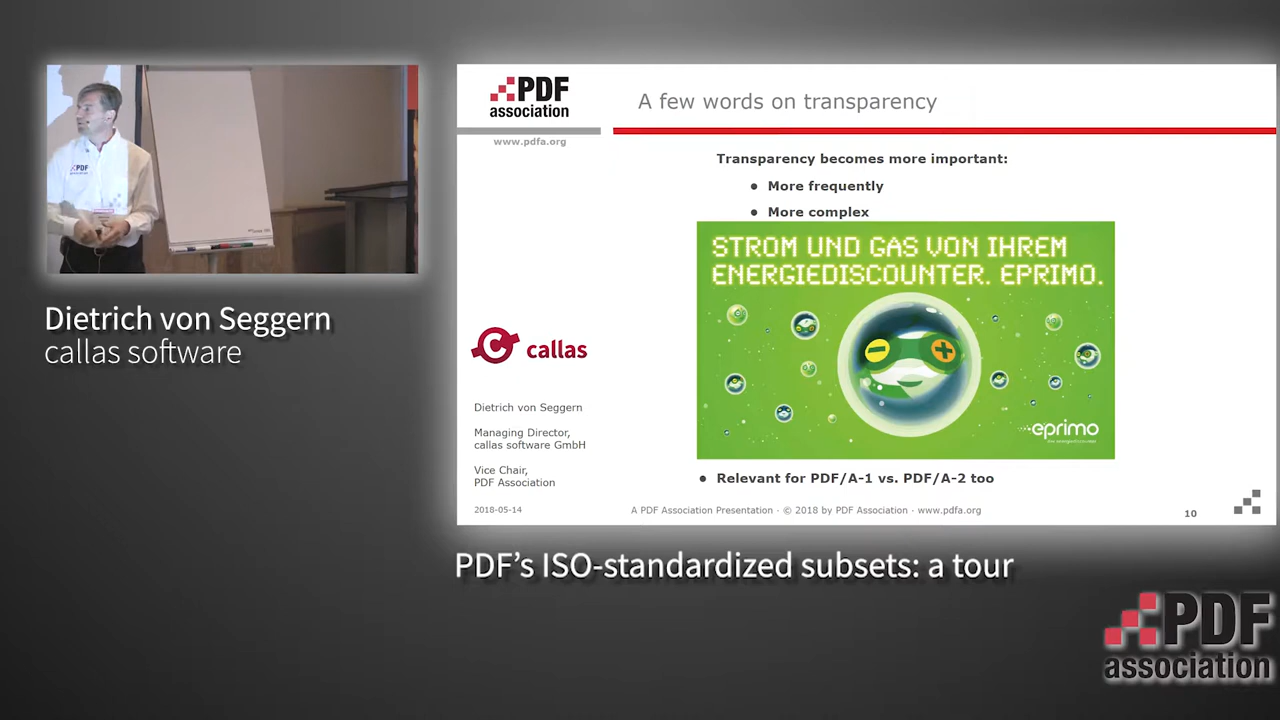 PDF
association
Dietrich von Seggern
callas software
PDF
association
www.pdfa.org
A few words on transparency
Transparency becomes more important:
● More frequently
● More complex
STROM UND GAS VON IHREM
ENERGIEDISCOUNTER. EPRIMO.
eprimo
● Relevant for PDF/A-1 vs. PDF/A-2 too
callas
Dietrich von Seggern
Managing Director,
callas software GmbH
Vice Chair,
PDF Association
2018-05-14
A PDF Association Presentation · © 2018 by PDF Association · www.pdfa.org
10
PDF’s ISO-standardized subsets: a tour
PDF
association